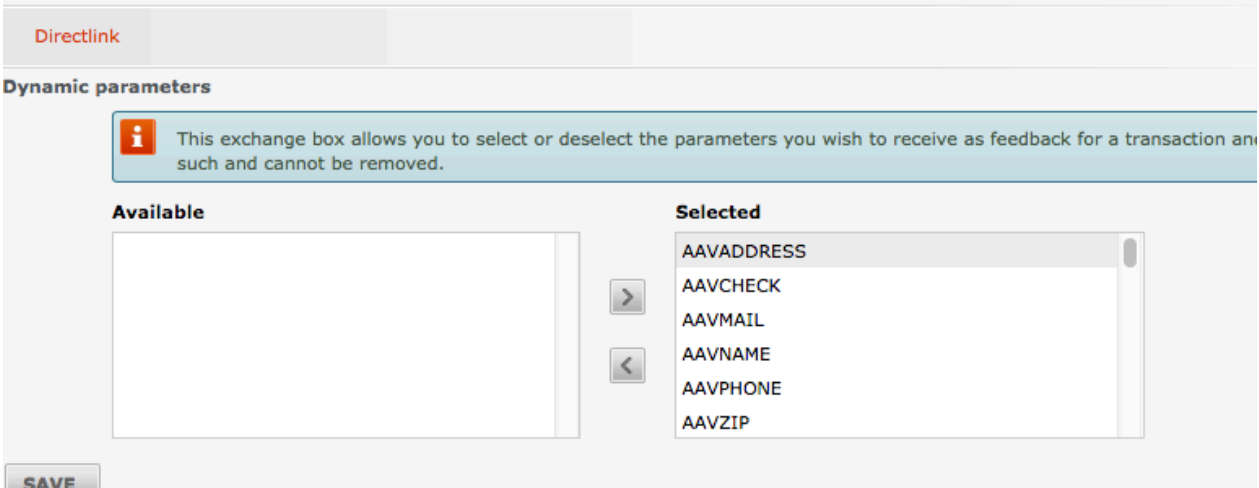 Directlink
Dynamic parameters
This exchange box allows you to select or deselect the parameters you wish to receive as feedback for a transaction and
such and cannot be removed.
Available
Selected
AAVADDRESS
AAVCHECK
AAVMAIL
AAVNAME
AAVPHONE
AAVZIP
SAVE